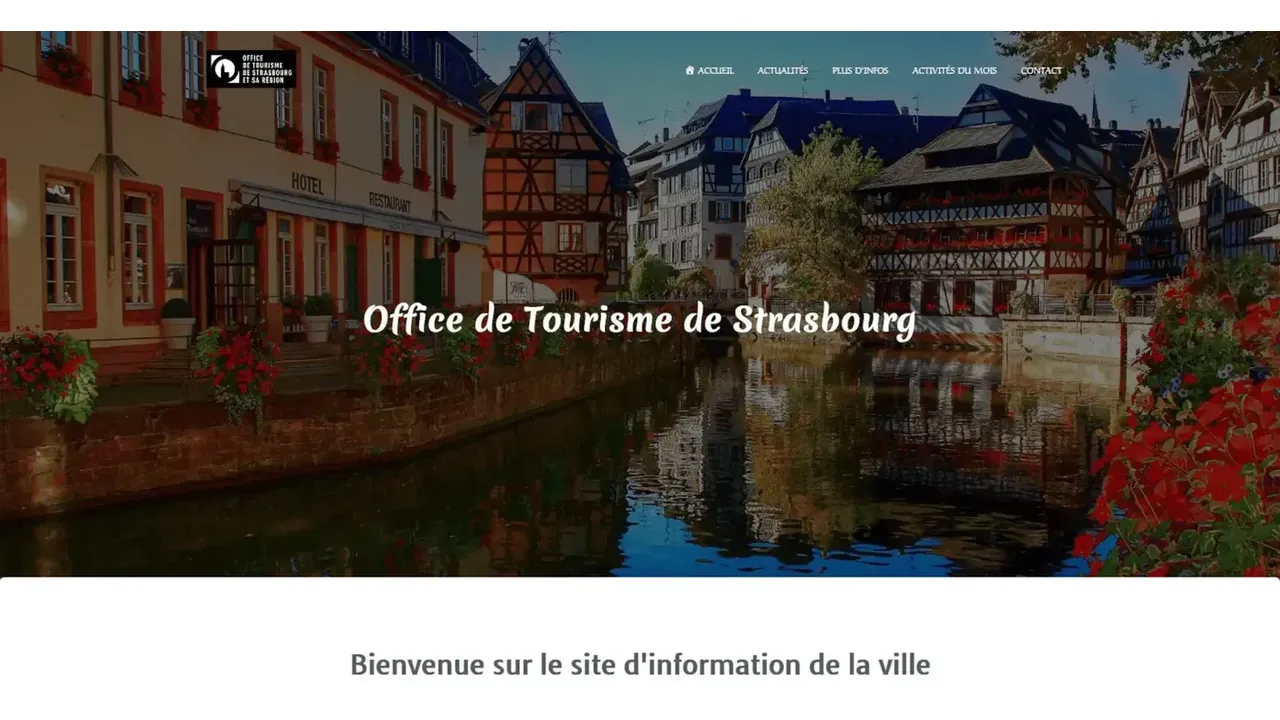 OFFICE
DE TOURISME
DE STRASBOURG
ET SA RÉGION
ACCUEIL
ACTUALITÉS
PLUS D'INFOS
ACTIVITÉS DU MOIS
CONTACT
HOTEL
RESTAURANT
Office de Tourisme de Strasbourg
Bienvenue sur le site d'information de la ville